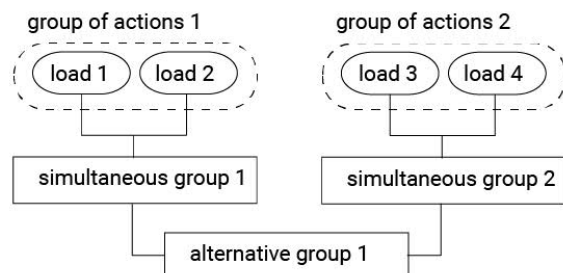 group of actions 1
group of actions 2
load 1
load 2
load 3
load 4
simultaneous group 1
simultaneous group 2
alternative group 1